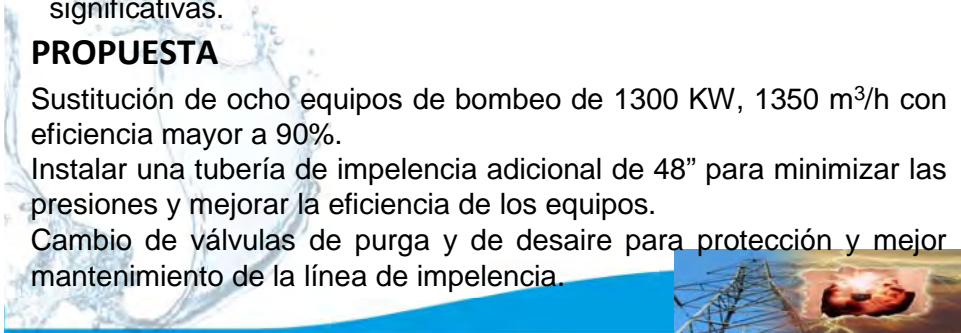 significativas.
PROPUESTA
Sustitución de ocho equipos de bombeo de 1300 KW, 1350 m³/h con
eficiencia mayor a 90%.
Instalar una tubería de impelencia adicional de 48” para minimizar las
presiones y mejorar la eficiencia de los equipos.
Cambio de válvulas de purga y de desaire para protección y mejor
mantenimiento de la línea de impelencia.